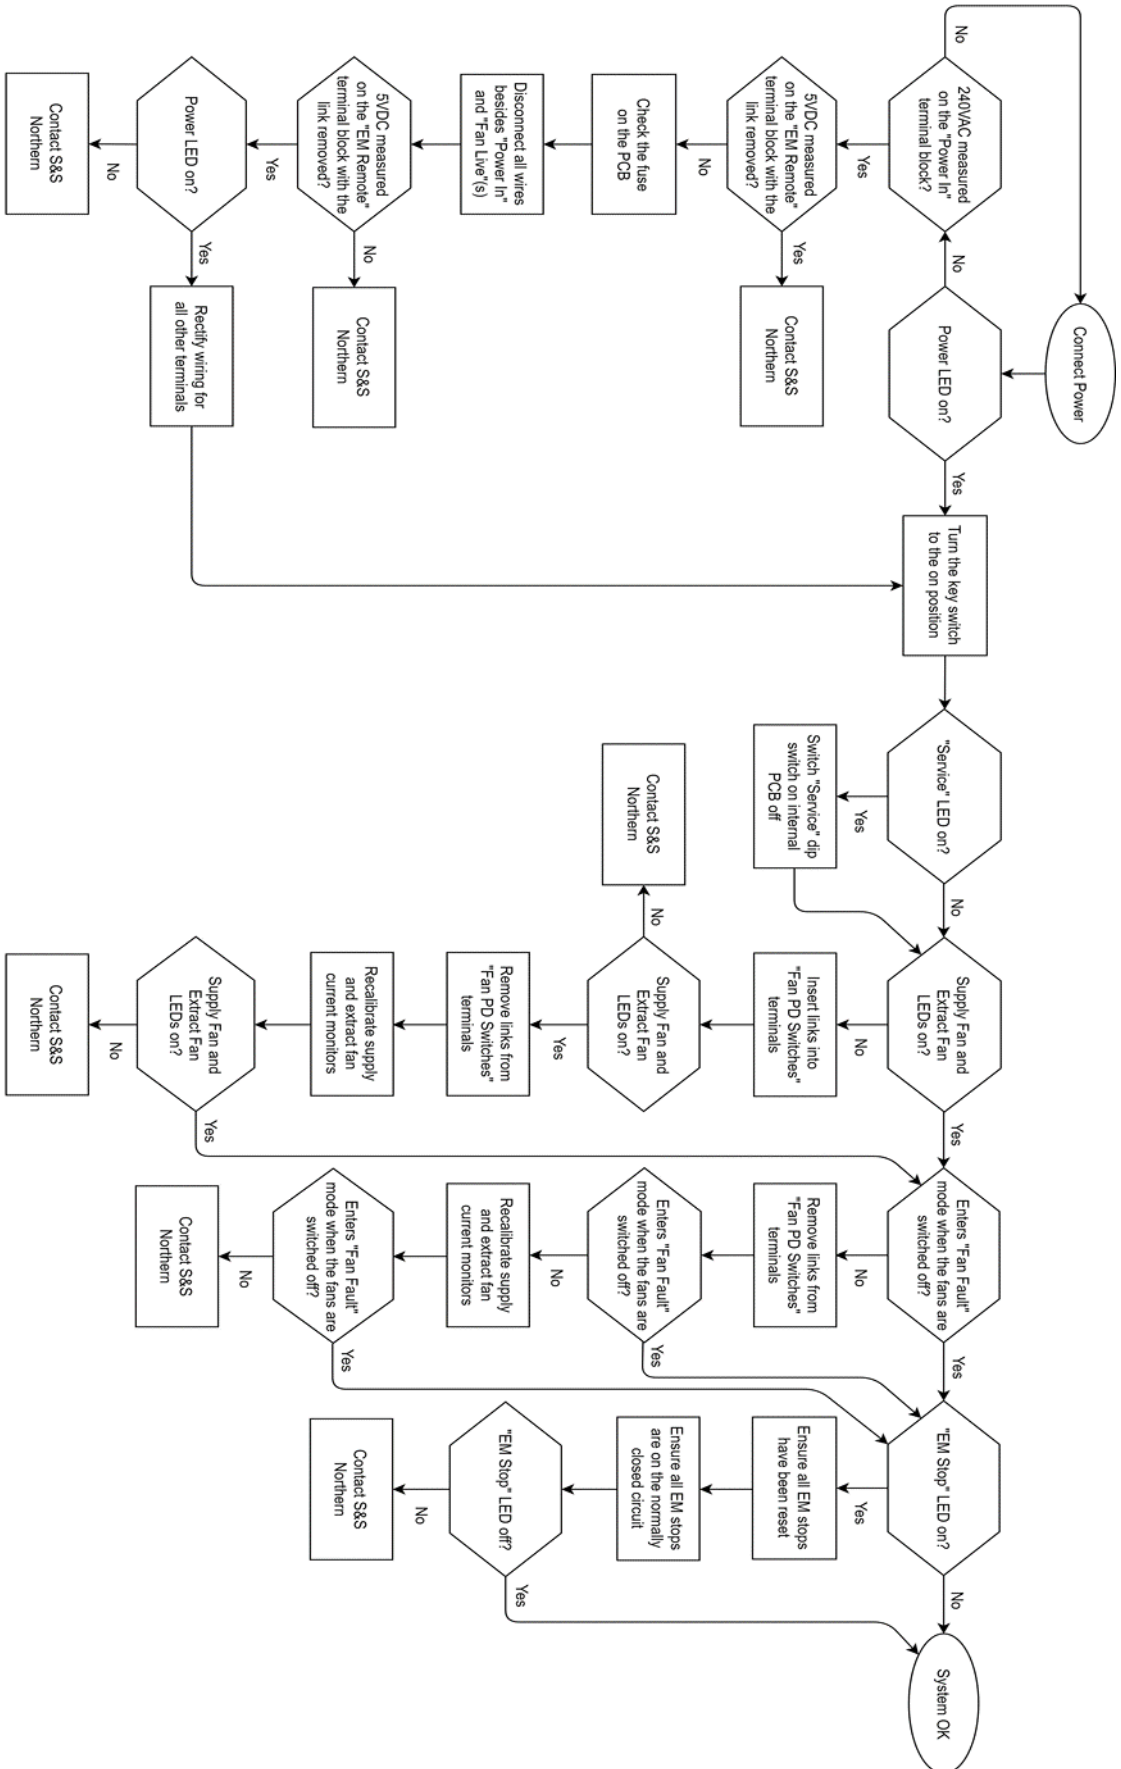 Connect Power
Power LED on?
No
Yes
240VAC measured
on the "Power In"
terminal block?
No
Yes
5VDC measured
on the "EM Remote"
terminal block with the
link removed?
Yes
Contact S&S
Northern
No
Check the fuse
on the PCB
Disconnect all wires
besides "Power In"
and "Fan Live"(s)
5VDC measured
on the "EM Remote"
terminal block with the
link removed?
No
Contact S&S
Northern
Yes
Power LED on?
No
Contact S&S
Northern
Yes
Rectify wiring for
all other terminals
Turn the key switch
to the on position
"Service" LED on?
Yes
Switch "Service" dip
switch on internal
PCB off
No
Supply Fan and
Extract Fan
LEDs on?
No
Insert links into
"Fan PD Switches"
terminals
Supply Fan and
Extract Fan
LEDs on?
No
Contact S&S
Northern
Yes
Remove links from
"Fan PD Switches"
terminals
Recalibrate supply
and extract fan
current monitors
Supply Fan and
Extract Fan
LEDs on?
No
Contact S&S
Northern
Yes
Yes
Enters "Fan Fault"
mode when the fans are
switched off?
No
Remove links from
"Fan PD Switches"
terminals
Enters "Fan Fault"
mode when the fans are
switched off?
No
Recalibrate supply
and extract fan
current monitors
Enters "Fan Fault"
mode when the fans are
switched off?
No
Contact S&S
Northern
Yes
Yes
Yes
"EM Stop" LED on?
Yes
Ensure all EM stops
have been reset
Ensure all EM stops
are on the normally
closed circuit
"EM Stop" LED off?
No
Contact S&S
Northern
Yes
No
System OK